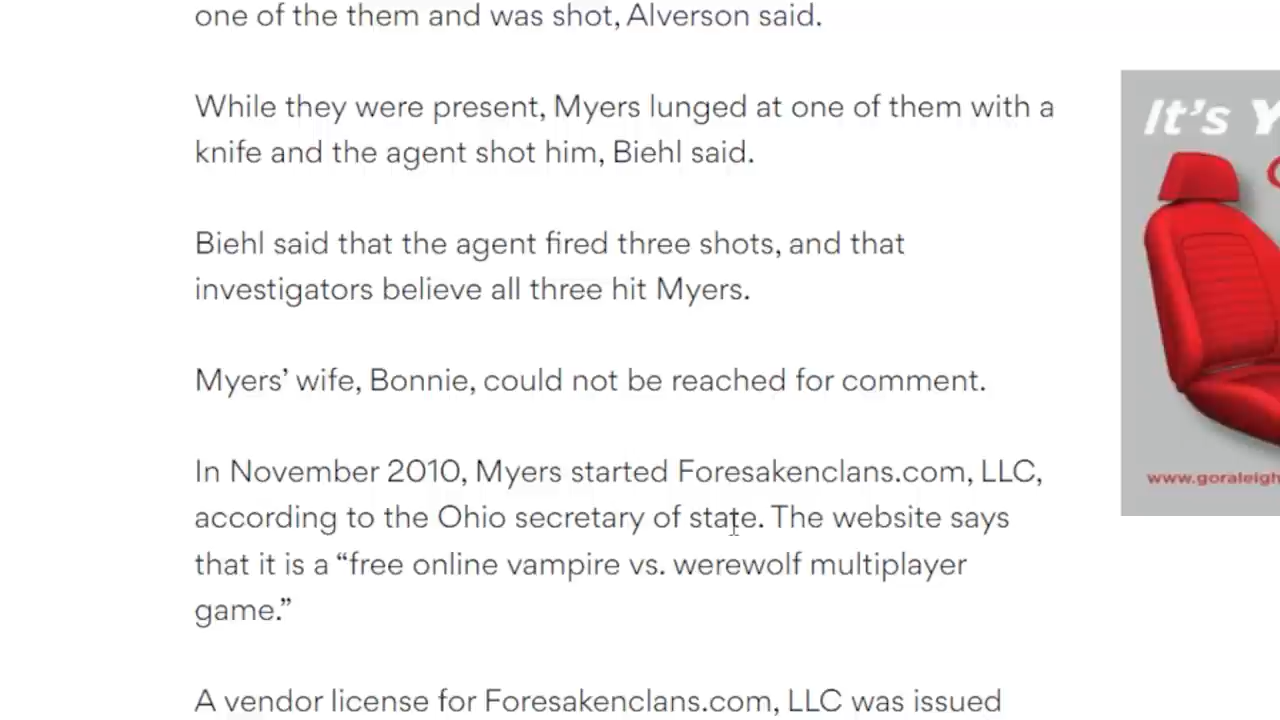 one of the them and was shot, Alverson said.
While they were present, Myers lunged at one of them with a
knife and the agent shot him, Biehl said.
Biehl said that the agent fired three shots, and that
investigators believe all three hit Myers.
Myers’ wife, Bonnie, could not be reached for comment.
In November 2010, Myers started Foresakenclans.com, LLC,
according to the Ohio secretary of state. The website says
that it is a “free online vampire vs. werewolf multiplayer
game.”
A vendor license for Foresakenclans.com, LLC was issued
It’s Y
www.goraleigh